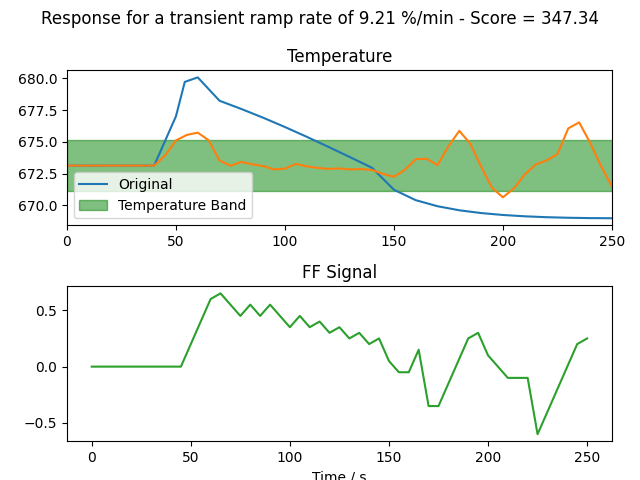 Response for a transient ramp rate of 9.21 %/min - Score = 347.34
Temperature
680.0
677.5
675.0
672.5
670.0
Original
Temperature Band
0 50 100 150 200 250
FF Signal
0.5
0.0
−0.5
0 50 100 150 200 250
Time / s